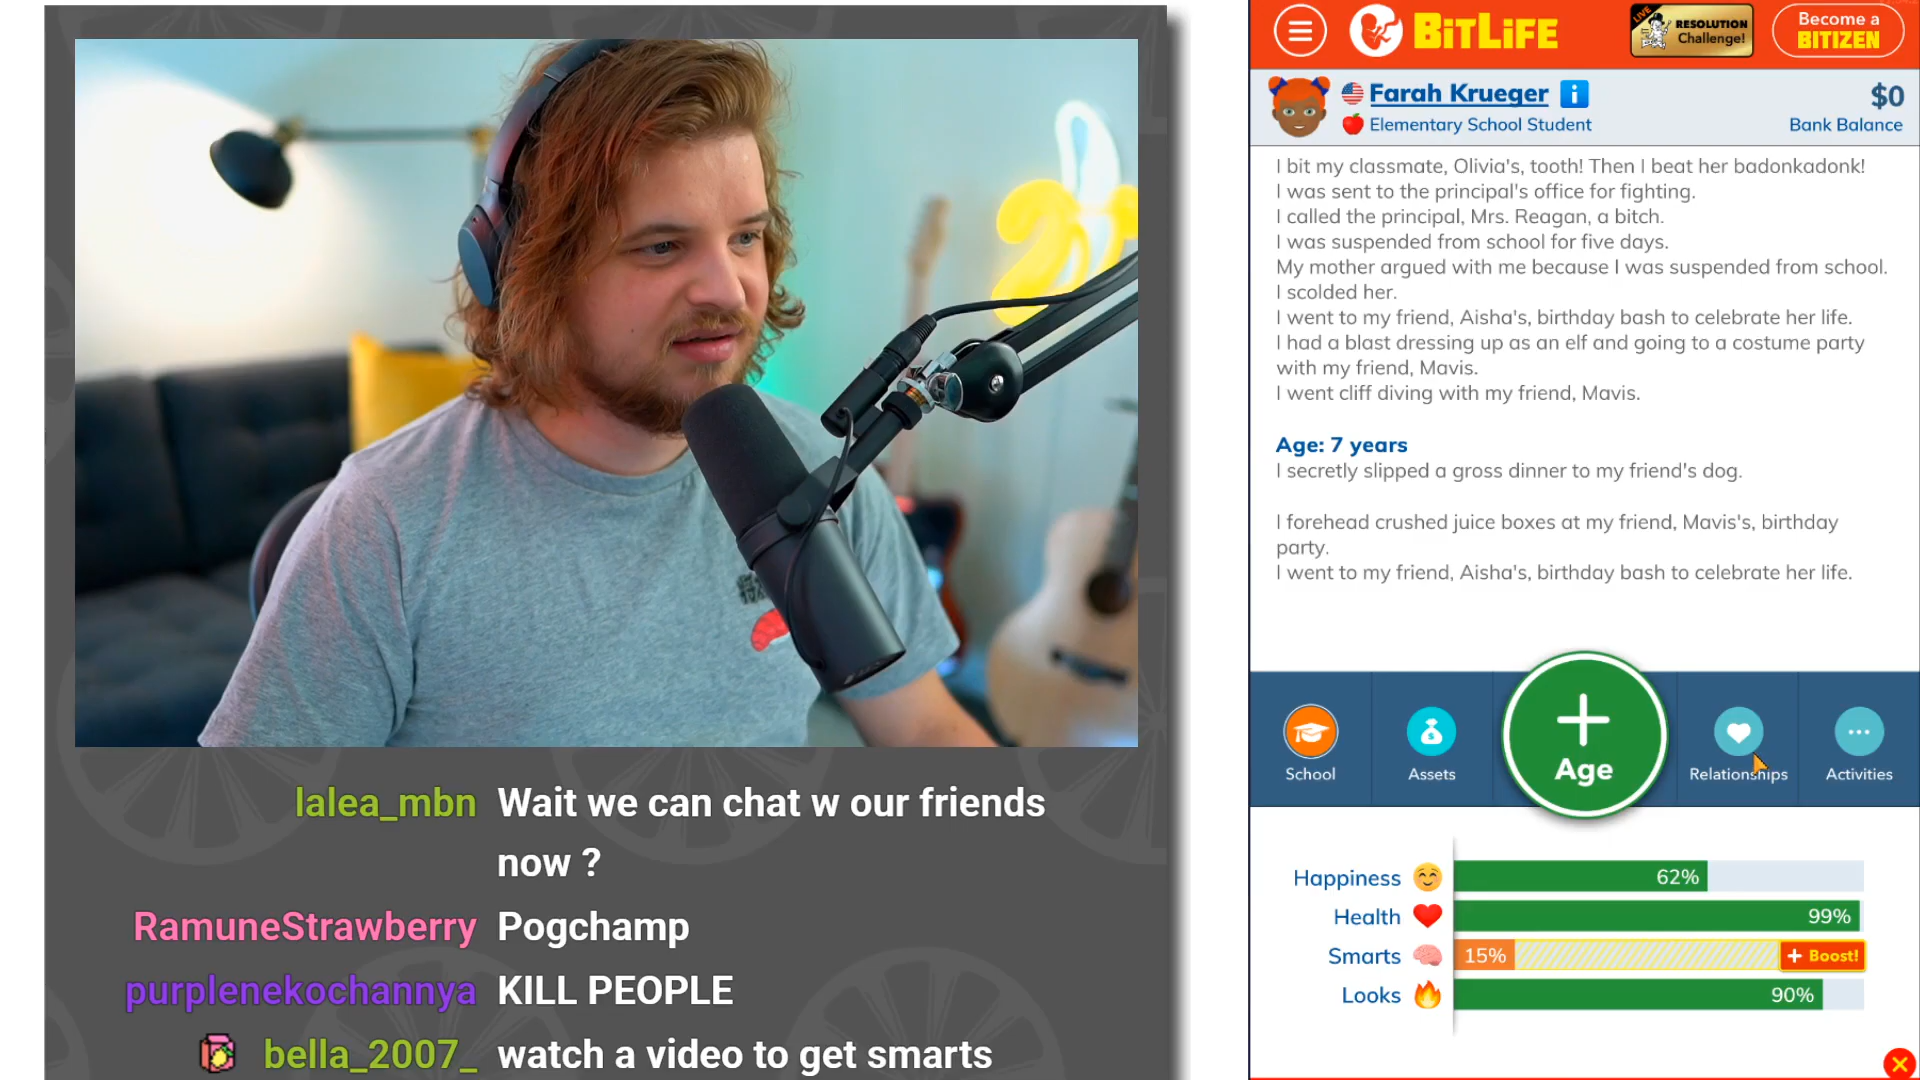 lalea_mbn Wait we can chat w our friends
now ?
RamuneStrawberry Pogchamp
purplenekochannya KILL PEOPLE
bella_2007_ watch a video to get smarts
BITLIFE
LIVE
RESOLUTION
Challenge!
Become a
BITIZEN
Farah Krueger
$0
Elementary School Student
Bank Balance
I bit my classmate, Olivia's, tooth! Then I beat her badonkadonk!
I was sent to the principal's office for fighting.
I called the principal, Mrs. Reagan, a bitch.
I was suspended from school for five days.
My mother argued with me because I was suspended from school.
I scolded her.
I went to my friend, Aisha's, birthday bash to celebrate her life.
I had a blast dressing up as an elf and going to a costume party
with my friend, Mavis.
I went cliff diving with my friend, Mavis.
Age: 7 years
I secretly slipped a gross dinner to my friend's dog.
I forehead crushed juice boxes at my friend, Mavis's, birthday
party.
I went to my friend, Aisha's, birthday bash to celebrate her life.
School
Assets
Age
Relationships
Activities
Happiness 62%
Health 99%
Smarts 15% + Boost!
Looks 90%